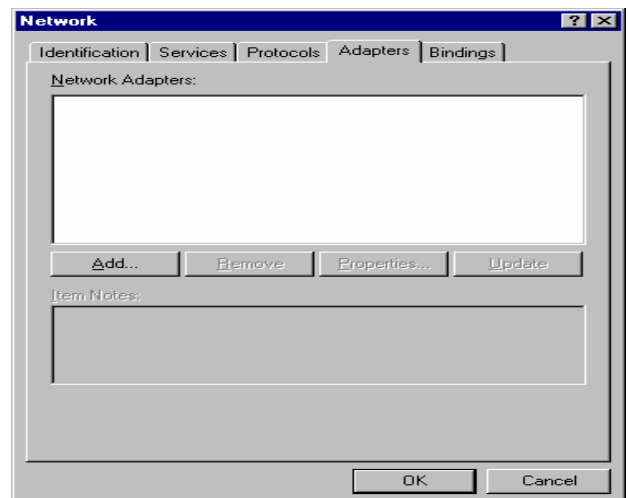 Network
Identification Services Protocols Adapters Bindings
Network Adapters:
Add... Remove Properties... Update
Item Notes:
OK Cancel